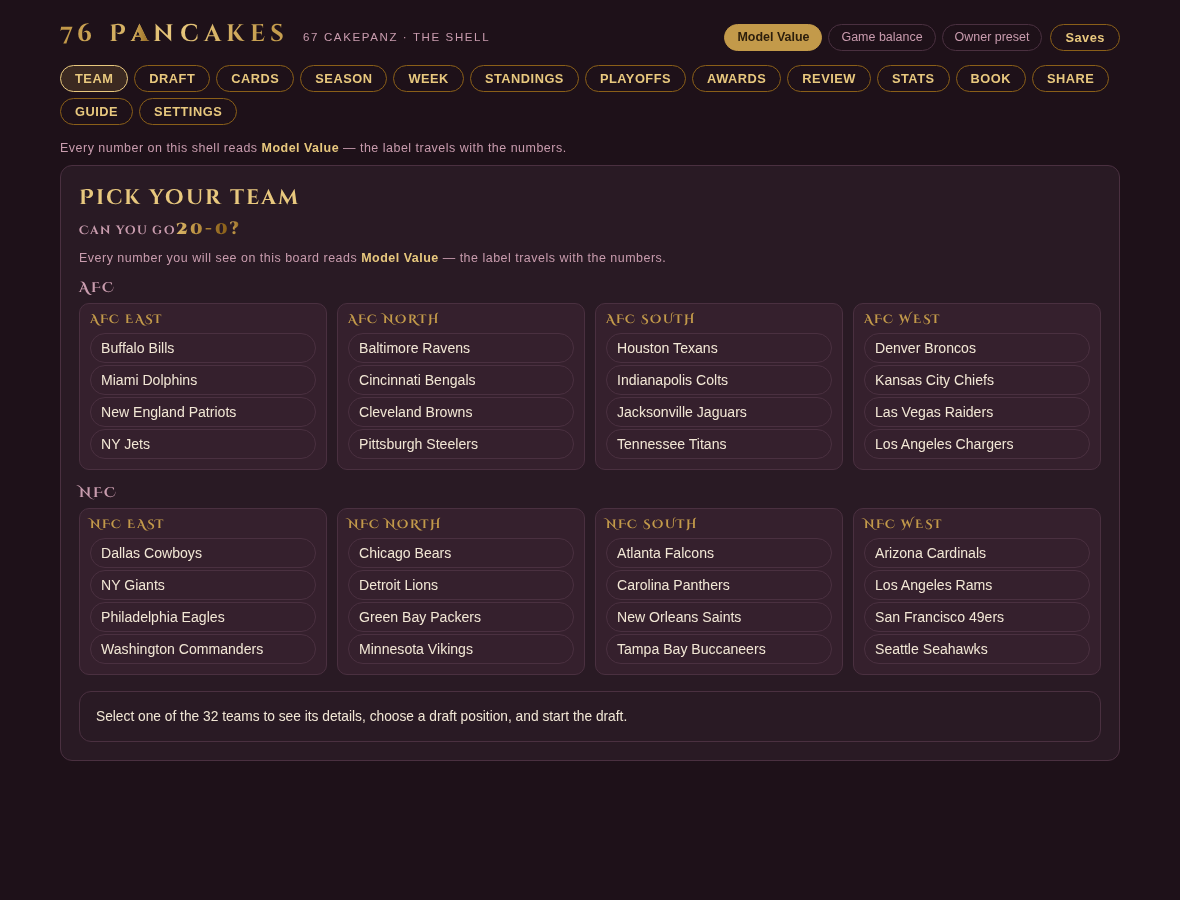 76 PANCAKES 67 CAKEPANZ · THE SHELL Model Value Game balance Owner preset Saves
TEAM DRAFT CARDS SEASON WEEK STANDINGS PLAYOFFS AWARDS REVIEW STATS BOOK SHARE
GUIDE SETTINGS
Every number on this shell reads Model Value — the label travels with the numbers.
PICK YOUR TEAM
CAN YOU GO 20-0?
Every number you will see on this board reads Model Value — the label travels with the numbers.
AFC
AFC EAST
Buffalo Bills
Miami Dolphins
New England Patriots
NY Jets
AFC NORTH
Baltimore Ravens
Cincinnati Bengals
Cleveland Browns
Pittsburgh Steelers
AFC SOUTH
Houston Texans
Indianapolis Colts
Jacksonville Jaguars
Tennessee Titans
AFC WEST
Denver Broncos
Kansas City Chiefs
Las Vegas Raiders
Los Angeles Chargers
NFC
NFC EAST
Dallas Cowboys
NY Giants
Philadelphia Eagles
Washington Commanders
NFC NORTH
Chicago Bears
Detroit Lions
Green Bay Packers
Minnesota Vikings
NFC SOUTH
Atlanta Falcons
Carolina Panthers
New Orleans Saints
Tampa Bay Buccaneers
NFC WEST
Arizona Cardinals
Los Angeles Rams
San Francisco 49ers
Seattle Seahawks
Select one of the 32 teams to see its details, choose a draft position, and start the draft.